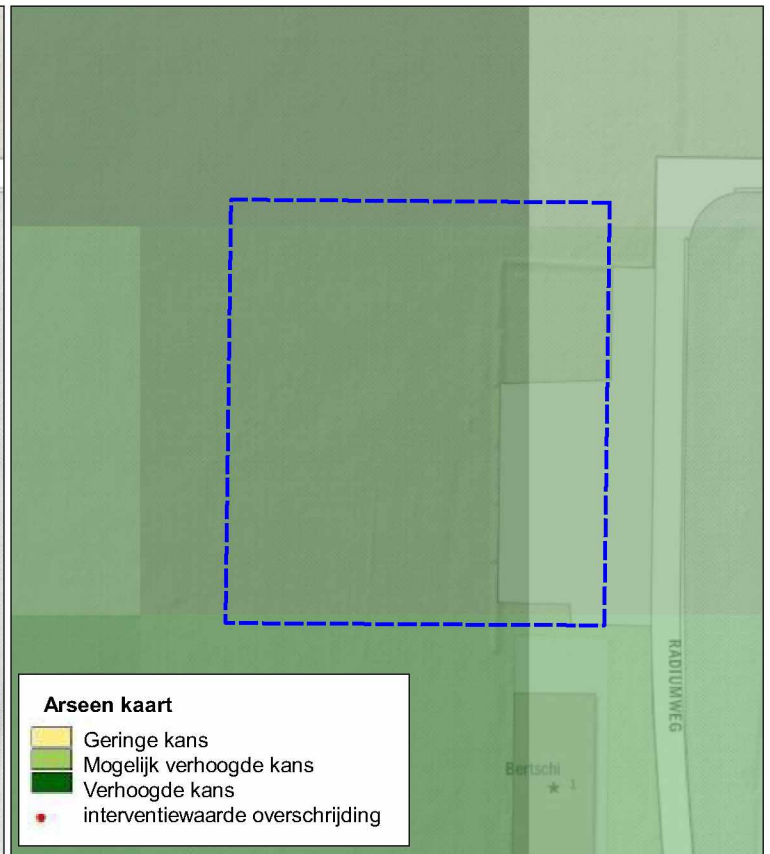 RADIUMWEG
Bertschi
1
Arseen kaart
Geringe kans
Mogelijk verhoogde kans
Verhoogde kans
interventiewaarde overschrijding